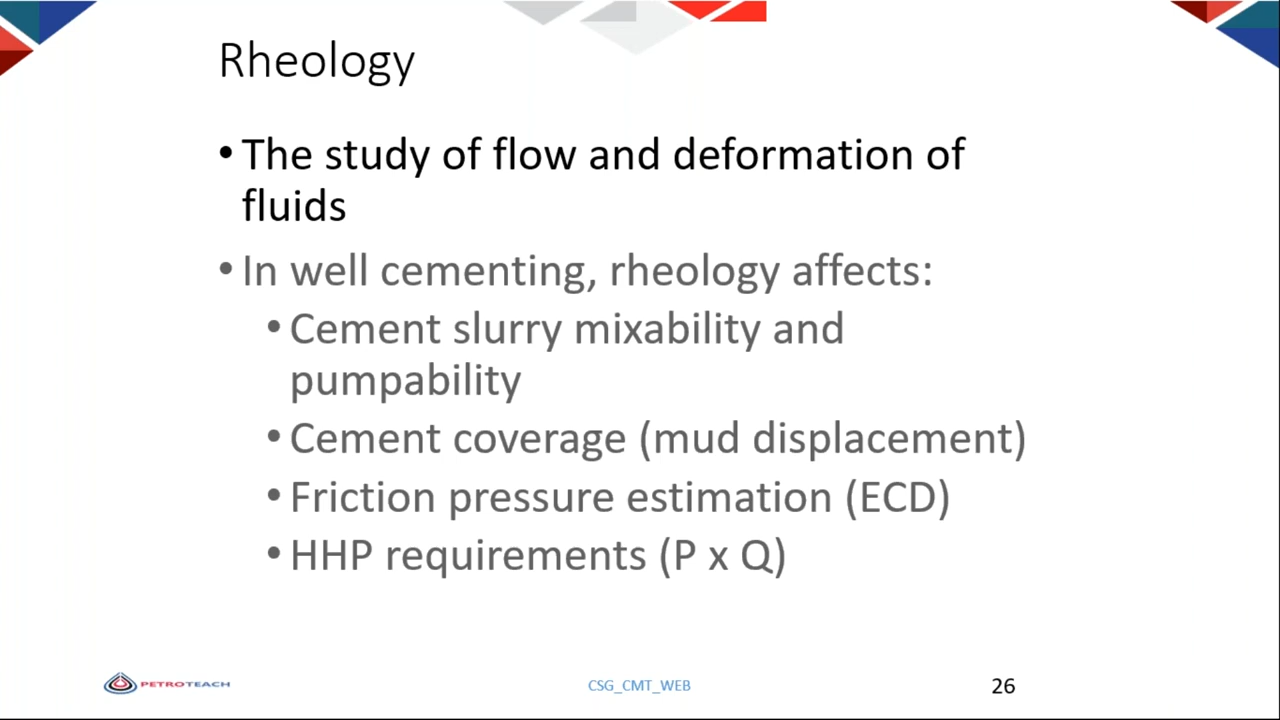 Rheology
• The study of flow and deformation of
fluids
• In well cementing, rheology affects:
• Cement slurry mixability and
pumpability
• Cement coverage (mud displacement)
• Friction pressure estimation (ECD)
• HHP requirements (P x Q)
PETROTEACH
CSG_CMT_WEB
26